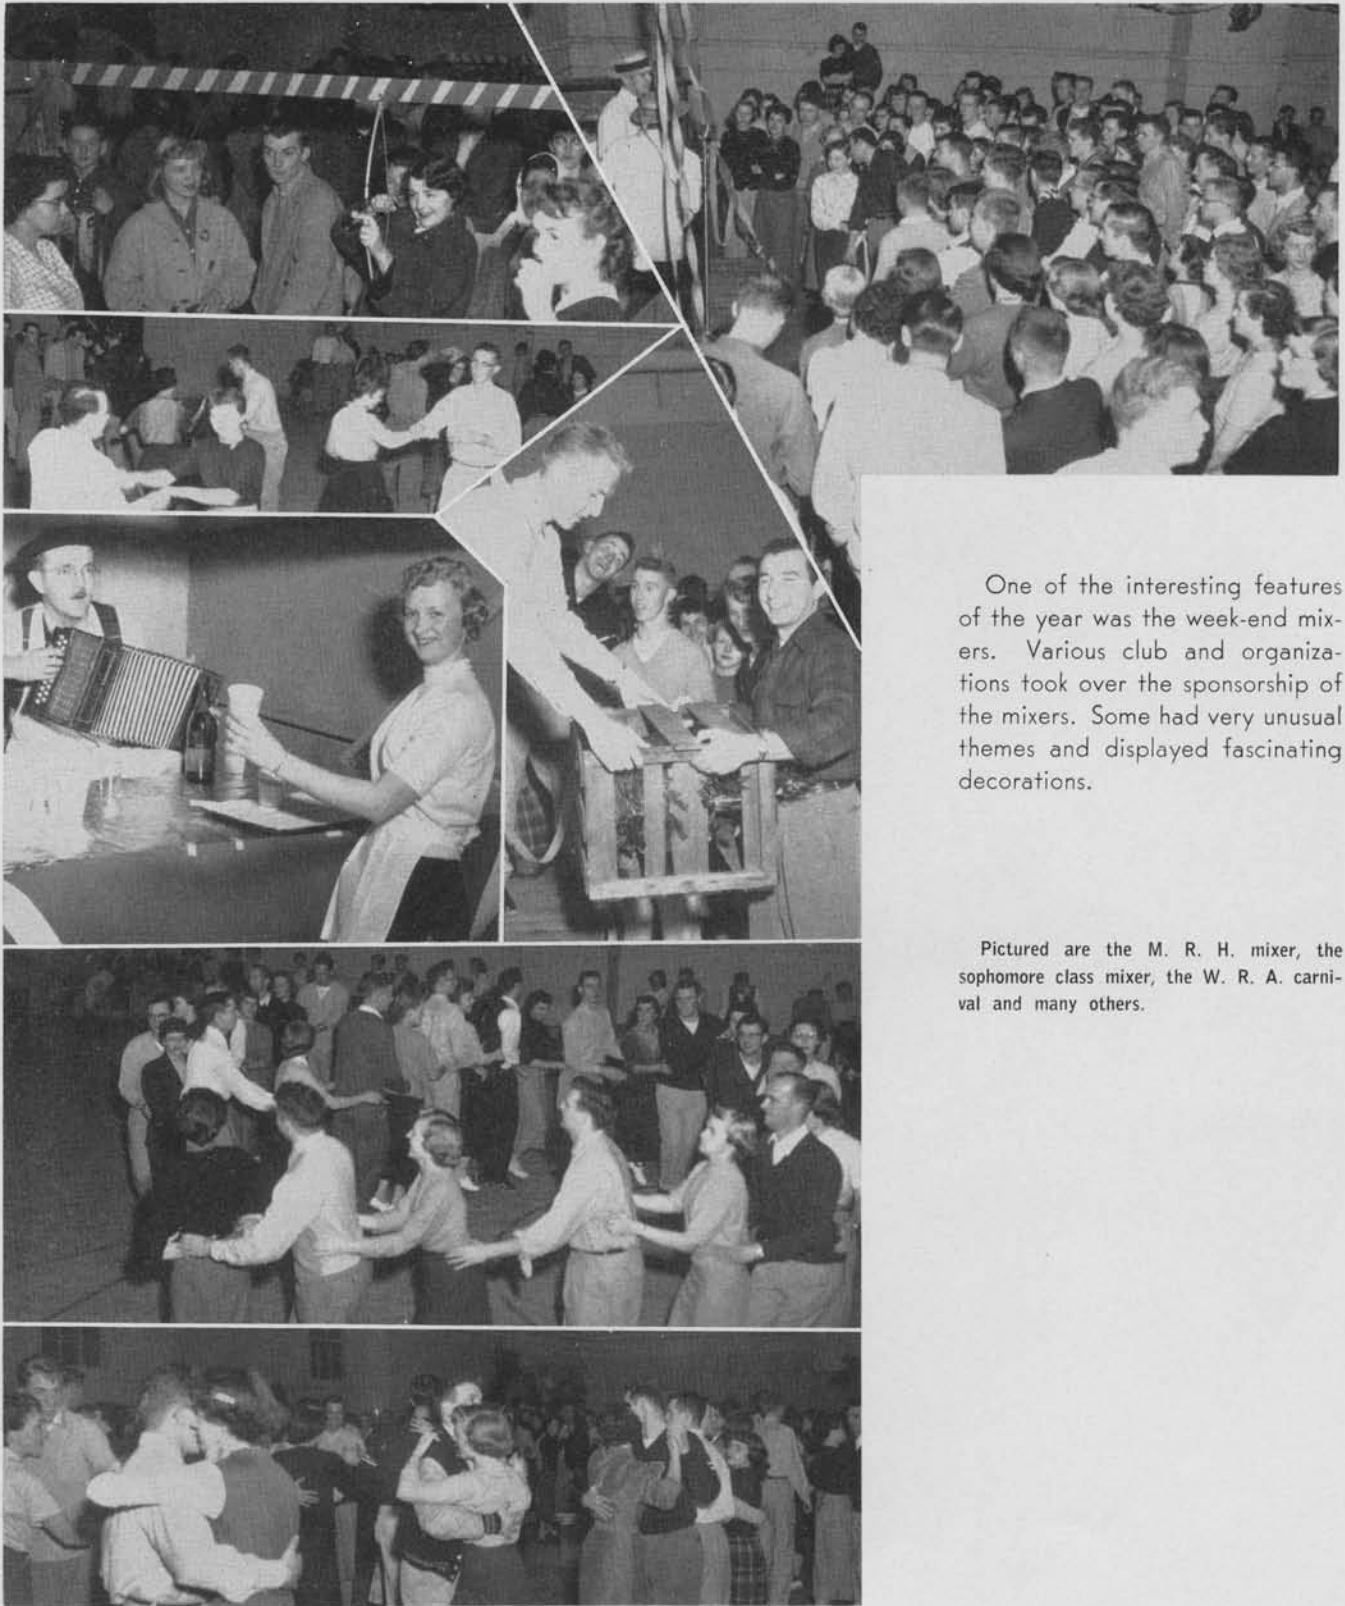 One of the interesting features
of the year was the week-end mix-
ers. Various club and organiza-
tions took over the sponsorship of
the mixers. Some had very unusual
themes and displayed fascinating
decorations.
Pictured are the M. R. H. mixer, the
sophomore class mixer, the W. R. A. carni-
val and many others.